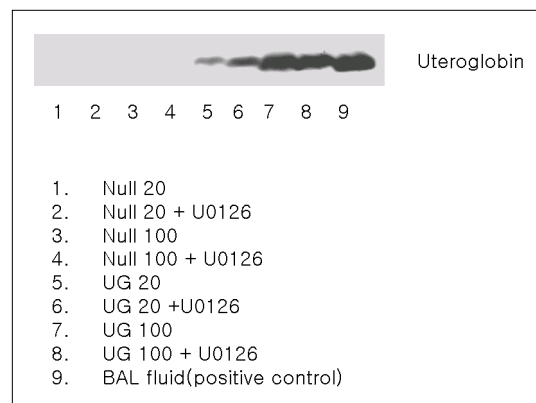 Uteroglobin
1 2 3 4 5 6 7 8 9
1. Null 20
2. Null 20 + U0126
3. Null 100
4. Null 100 + U0126
5. UG 20
6. UG 20 +U0126
7. UG 100
8. UG 100 + U0126
9. BAL fluid(positive control)